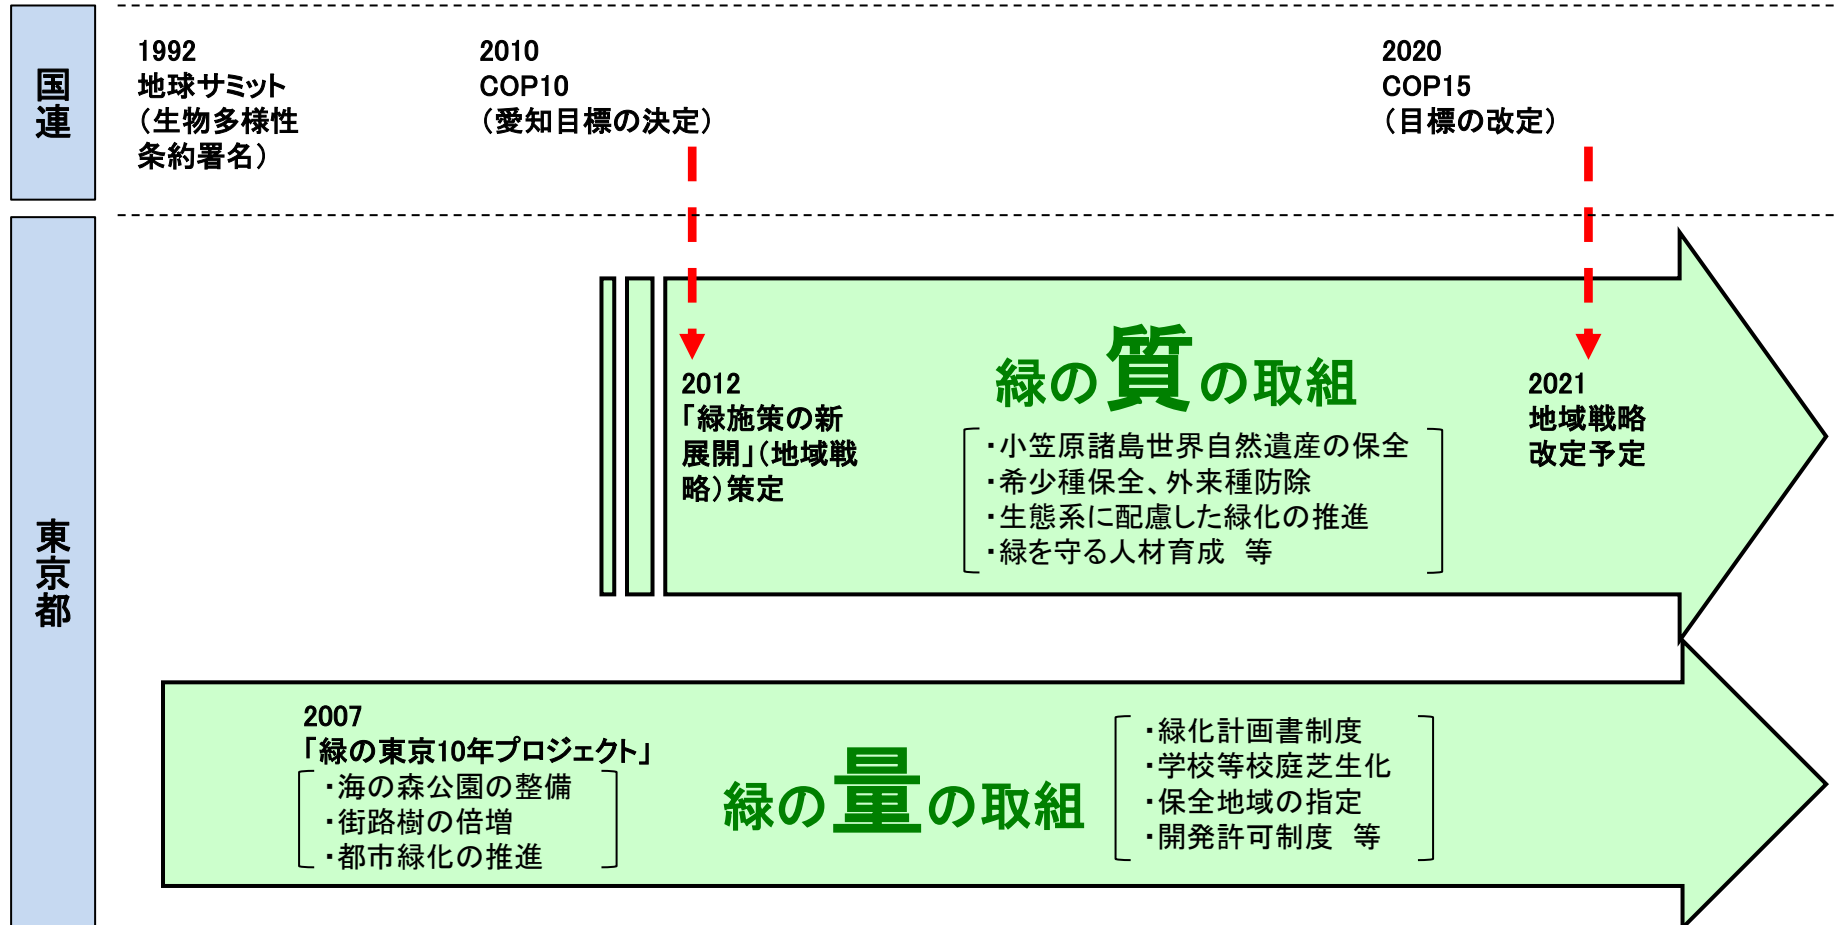 国連
1992
地球サミット
（生物多様性
条約署名）
2010
COP10
（愛知目標の決定）
2020
COP15
（目標の改定）
東京都
緑の質の取組
2012
「緑施策の新
展開」（地域戦
略）策定
・小笠原諸島世界自然遺産の保全
・希少種保全、外来種防除
・生態系に配慮した緑化の推進
・緑を守る人材育成　等
2021
地域戦略
改定予定
2007
「緑の東京10年プロジェクト」
・海の森公園の整備
・街路樹の倍増
・都市緑化の推進
緑の量の取組
・緑化計画書制度
・学校等校庭芝生化
・保全地域の指定
・開発許可制度　等